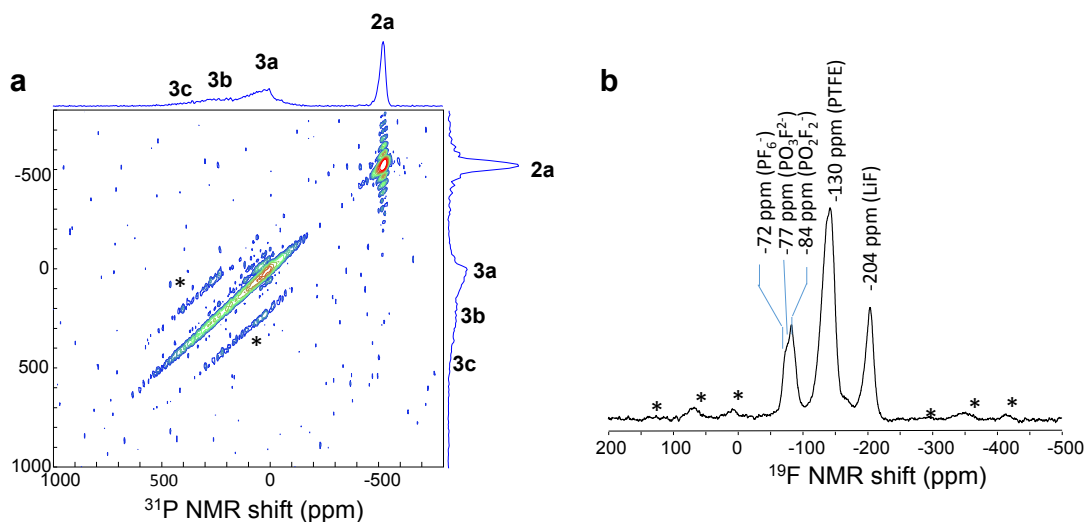 a
3c
3b
3a
2a
-500
0
500
1000
2a
3a
3b
3c
*
*
1000
500
0
-500
³¹P NMR shift (ppm)
b
-72 ppm (PF₆⁻)
-77 ppm (PO₃F²⁻)
-84 ppm (PO₂F₂⁻)
-130 ppm (PTFE)
-204 ppm (LiF)
* * * * * *
200 100 0 -100 -200 -300 -400 -500
¹⁹F NMR shift (ppm)